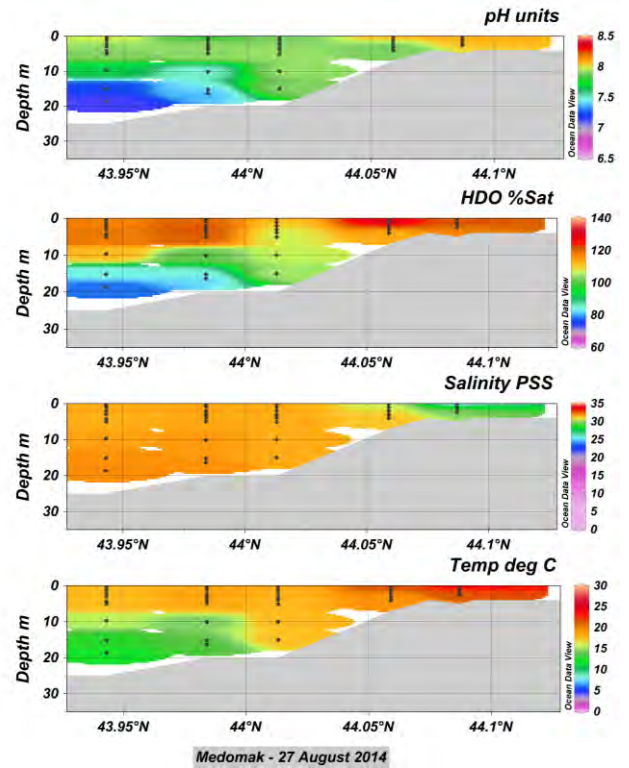 pH units
0
10
20
30
Depth m
8.5
8
7.5
7
6.5
Ocean Data View
43.95°N 44°N 44.05°N 44.1°N
HDO %Sat
0
10
20
30
Depth m
140
120
100
80
60
Ocean Data View
43.95°N 44°N 44.05°N 44.1°N
Salinity PSS
0
10
20
30
Depth m
35
30
25
20
15
10
5
0
Ocean Data View
43.95°N 44°N 44.05°N 44.1°N
Temp deg C
0
10
20
30
Depth m
30
25
20
15
10
5
0
Ocean Data View
43.95°N 44°N 44.05°N 44.1°N
Medomak - 27 August 2014